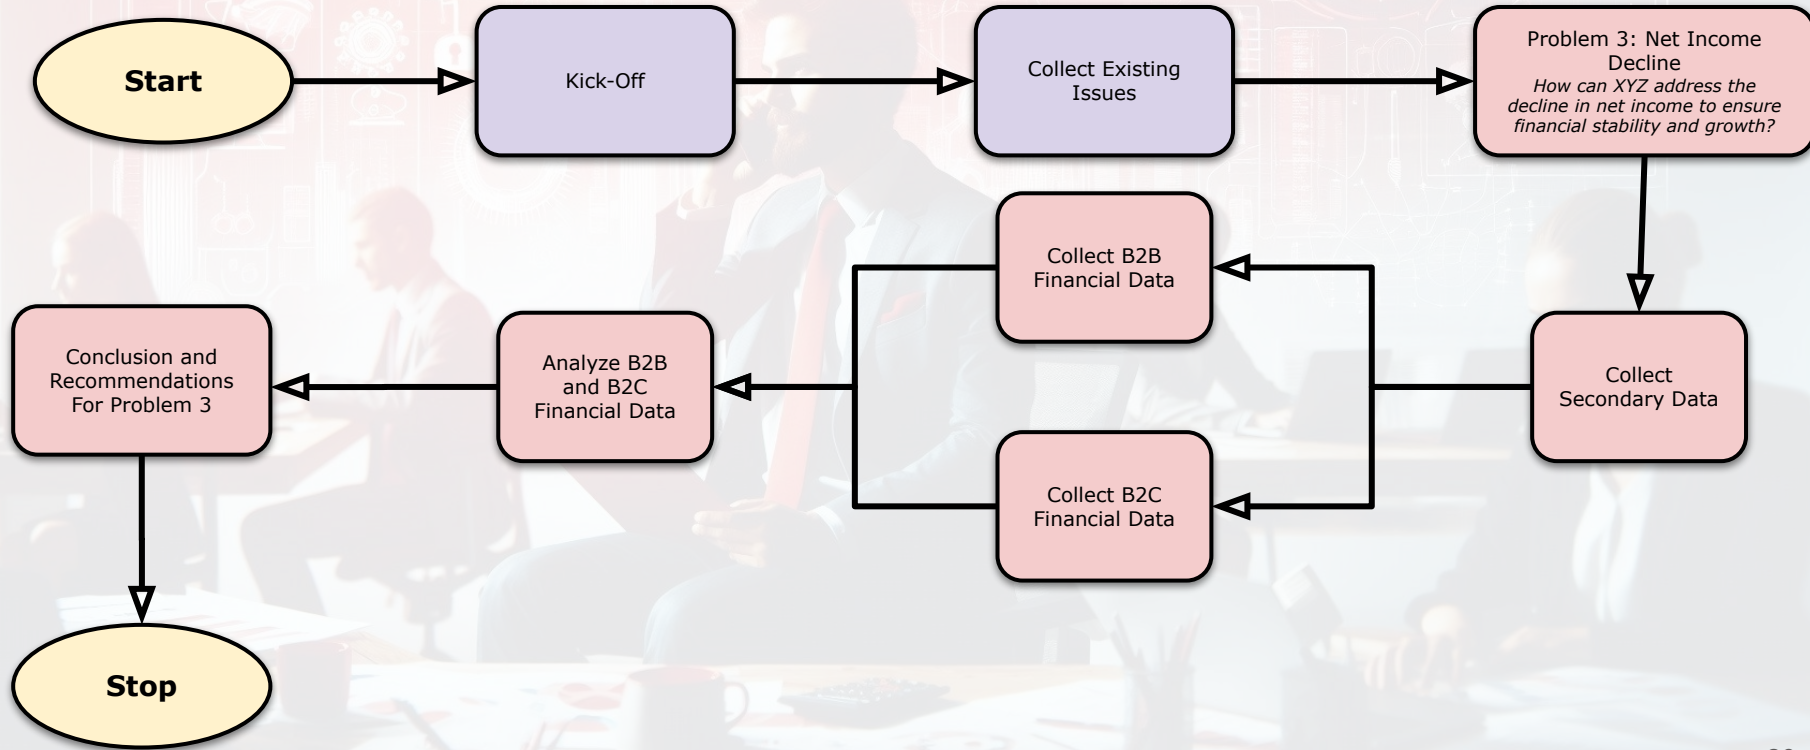 Start
Kick-Off
Collect Existing
Issues
Problem 3: Net Income
Decline
How can XYZ address the
decline in net income to ensure
financial stability and growth?
Collect B2B
Financial Data
Conclusion and
Recommendations
For Problem 3
Analyze B2B
and B2C
Financial Data
Collect
Secondary Data
Collect B2C
Financial Data
Stop